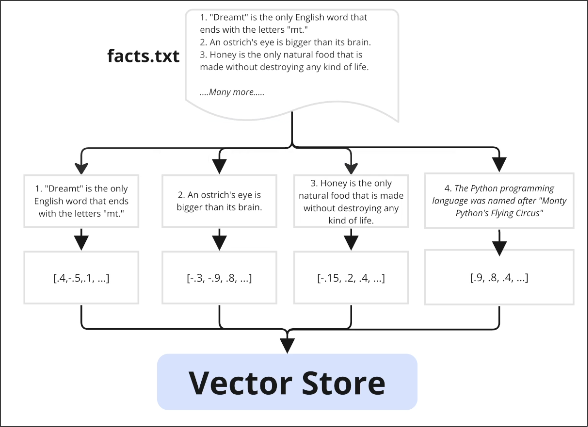 1. "Dreamt" is the only English word that
ends with the letters "mt."
2. An ostrich's eye is bigger than its brain.
3. Honey is the only natural food that is
made without destroying any kind of life.
....Many more.....
facts.txt
1. "Dreamt" is the only
English word that ends
with the letters "mt."
2. An ostrich's eye is
bigger than its brain.
3. Honey is the only
natural food that is made
without destroying any
kind of life.
4. The Python programming
language was named after "Monty
Python's Flying Circus"
[.4,-.5,.1, ...]
[-.3, -.9, .8, ...]
[-.15, .2, .4, ...]
[.9, .8, .4, ...]
Vector Store